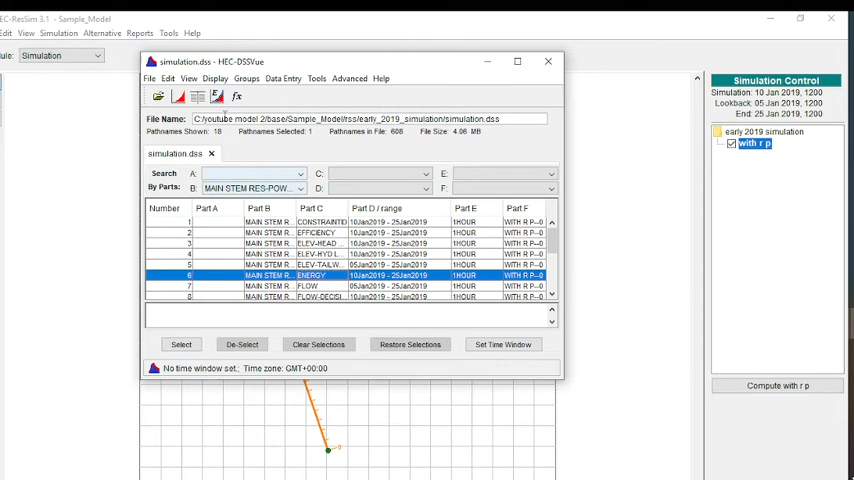 EC-ResSim 3.1 - Sample_Model
Edit View Simulation Alternative Reports Tools
ule: Simulation
simulation.dss - HEC-DSSVue
File Edit View Display Groups Data Entry Tools Advanced Help
File Name: C:/youtube model 2/base/Sample_Model/rss/early_2019_simulation/simulation.dss
Pathnames Shown: 18 Pathnames Selected: 1 Pathnames in File: 608 File Size: 4.06 MB
simulation.dss
Search A: C: E:
By Parts: B: MAIN STEM RES-POW... D: F:
Number Part A Part B Part C Part D / range Part E Part F
1 MAIN STEM R... CONSTRAINTID 10Jan2019 - 25Jan2019 1HOUR WITH R P--0
2 MAIN STEM R... EFFICIENCY 10Jan2019 - 25Jan2019 1HOUR WITH R P--0
3 MAIN STEM R... ELEV-HEAD ... 10Jan2019 - 25Jan2019 1HOUR WITH R P--0
4 MAIN STEM R... ELEV-HYD L... 10Jan2019 - 25Jan2019 1HOUR WITH R P--0
5 MAIN STEM R... ELEV-TAILW... 05Jan2019 - 25Jan2019 1HOUR WITH R P--0
6 MAIN STEM R... ENERGY 10Jan2019 - 25Jan2019 1HOUR WITH R P--0
7 MAIN STEM R... FLOW 05Jan2019 - 25Jan2019 1HOUR WITH R P--0
8 MAIN STEM R... FLOW-DECISI... 10Jan2019 - 25Jan2019 1HOUR WITH R P--0
Select De-Select Clear Selections Restore Selections Set Time Window
No time window set.; Time zone: GMT+00:00
0
Simulation Control
Simulation: 10 Jan 2019, 1200
Lookback: 05 Jan 2019, 1200
End: 25 Jan 2019, 1200
early 2019 simulation
with r p
Compute with r p